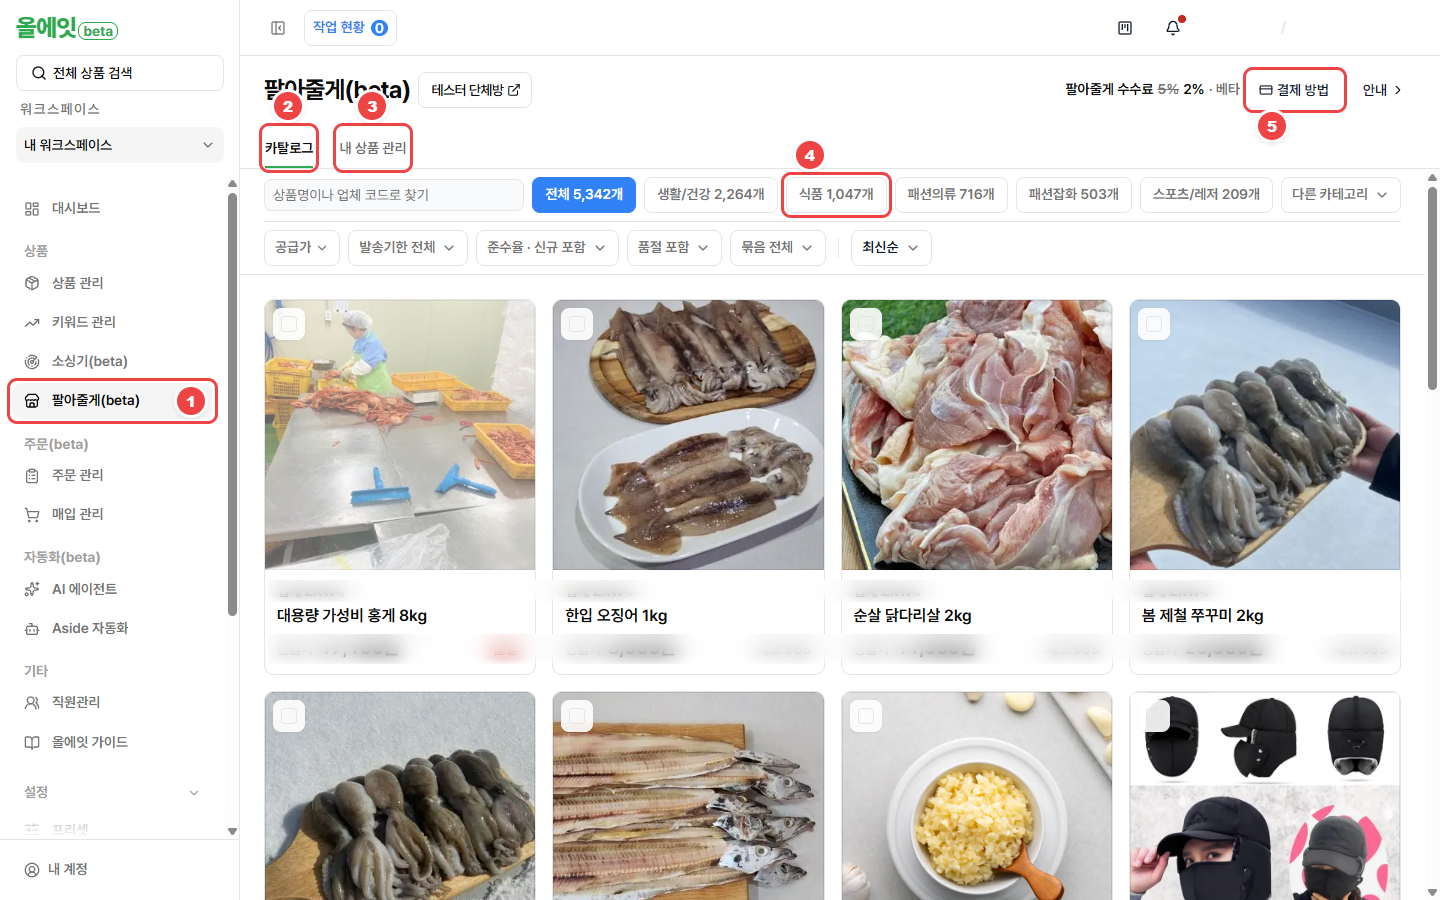 올에잇 beta
전체 상품 검색
워크스페이스
내 워크스페이스
대시보드
상품
상품 관리
키워드 관리
소싱기(beta)
팔아줄게(beta) 1
주문(beta)
주문 관리
매입 관리
자동화(beta)
AI 에이전트
Aside 자동화
기타
직원관리
올에잇 가이드
설정
프리셋
내 계정
작업 현황 0
/
팔아줄게(beta) 테스터 단체방
팔아줄게 수수료 5% 2% · 베타 결제 방법 안내
2 3 5
카탈로그 내 상품 관리
4
상품명이나 업체 코드로 찾기 전체 5,342개 생활/건강 2,264개 식품 1,047개 패션의류 716개 패션잡화 503개 스포츠/레저 209개 다른 카테고리
공급가 발송기한 전체 준수율 · 신규 포함 품절 포함 묶음 전체 최신순
대용량 가성비 홍게 8kg
한입 오징어 1kg
순살 닭다리살 2kg
봄 제철 쭈꾸미 2kg